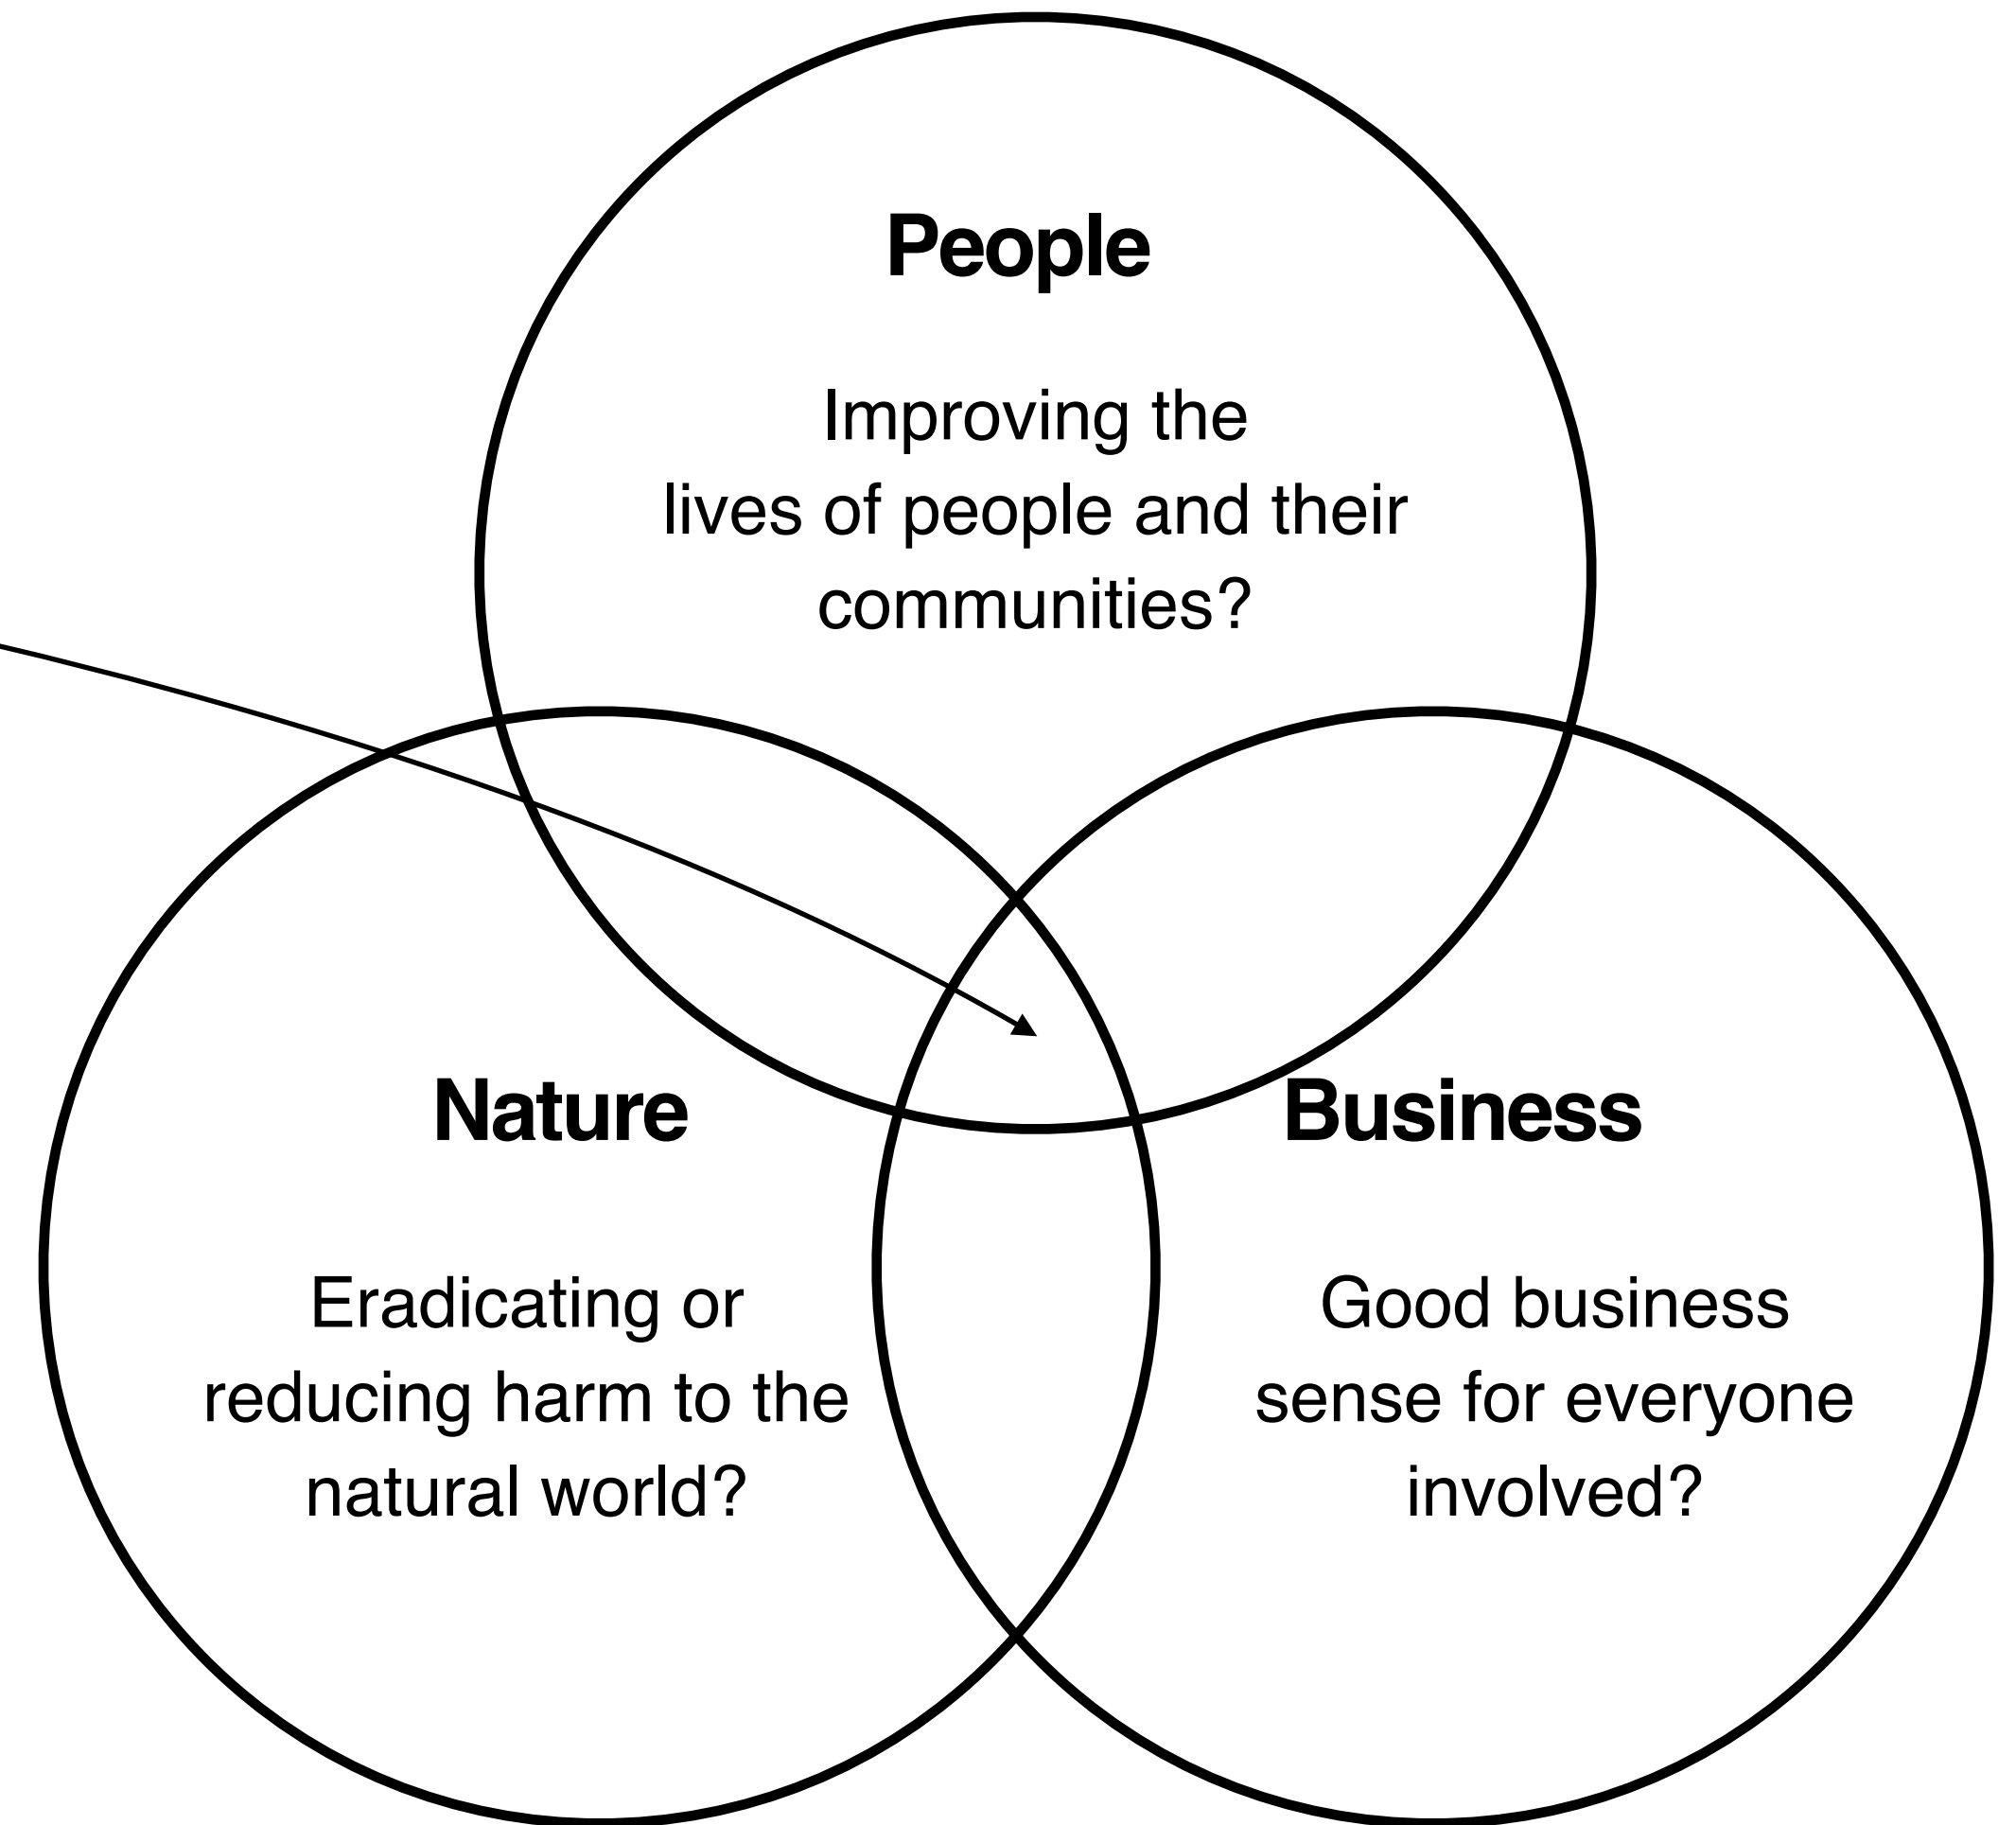 People
Improving the
lives of people and their
communities?
Nature
Eradicating or
reducing harm to the
natural world?
Business
Good business
sense for everyone
involved?